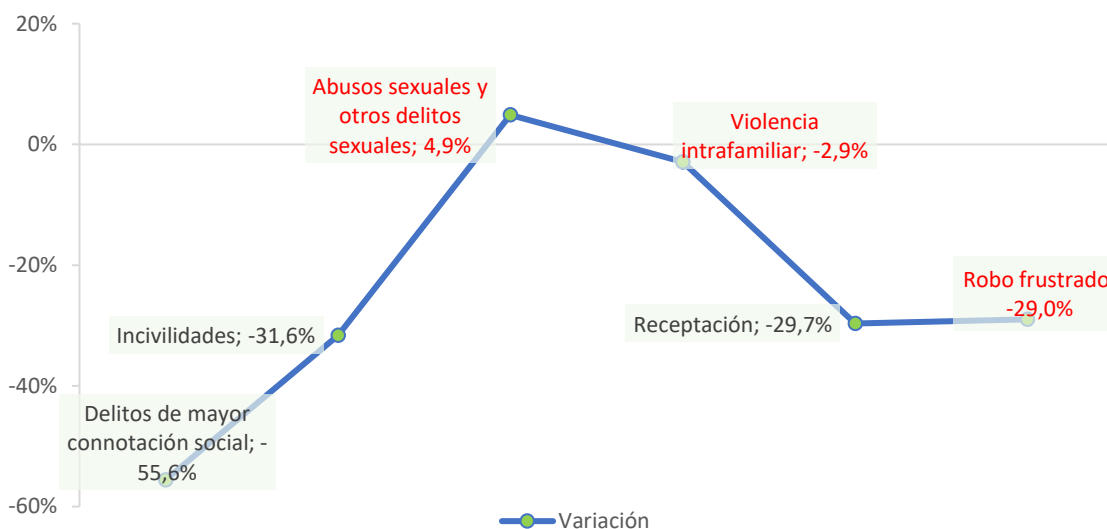 20%
0%
-20%
-40%
-60%
Abusos sexuales y
otros delitos
sexuales; 4,9%
Violencia
intrafamiliar; -2,9%
Robo frustrado
-29,0%
Receptación; -29,7%
Incivilidades; -31,6%
Delitos de mayor
connotación social; -
55,6%
Variación